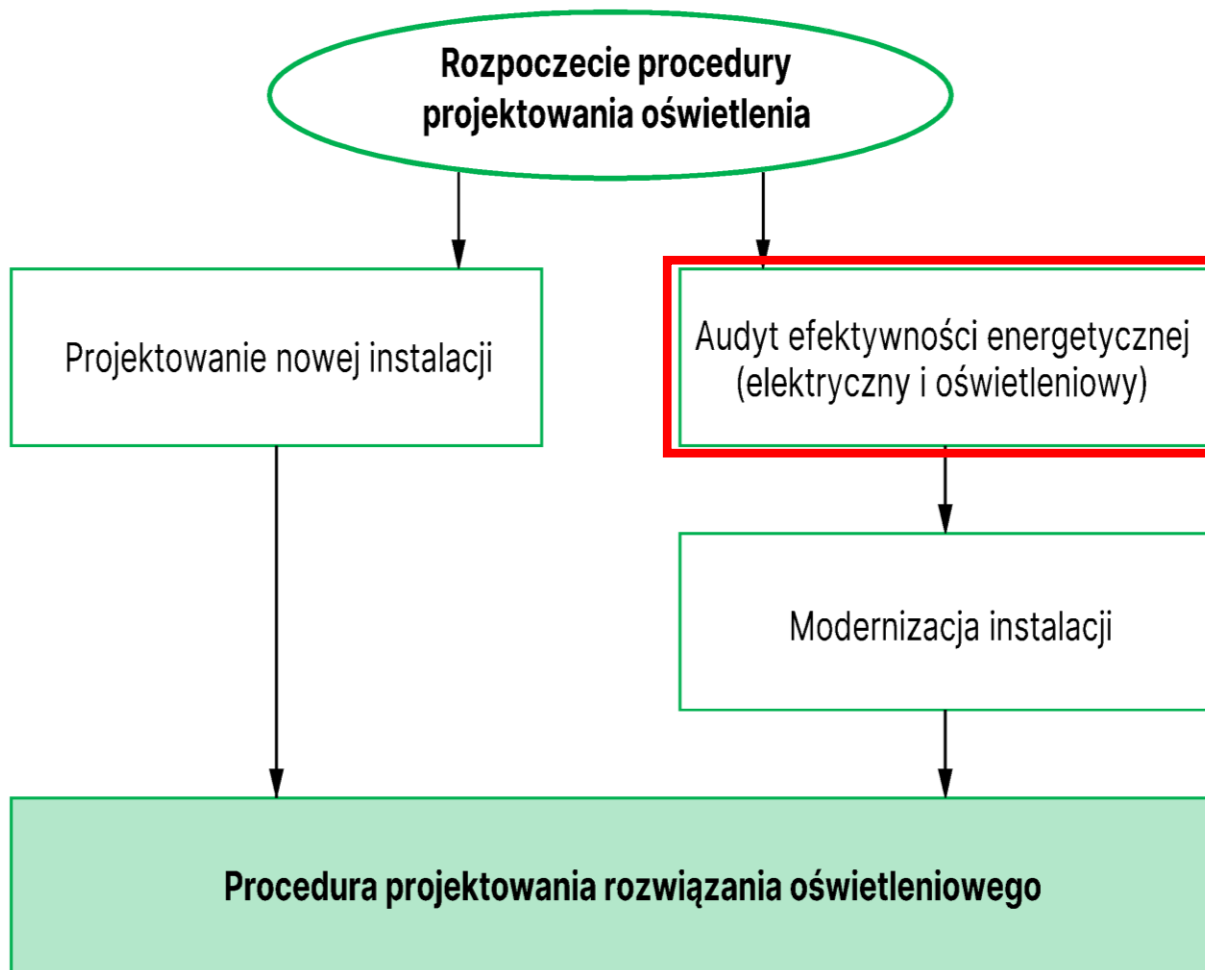 Rozpoczecie procedury
projektowania oświetlenia
Projektowanie nowej instalacji
Audyt efektywności energetycznej
(elektryczny i oświetleniowy)
Modernizacja instalacji
Procedura projektowania rozwiązania oświetleniowego